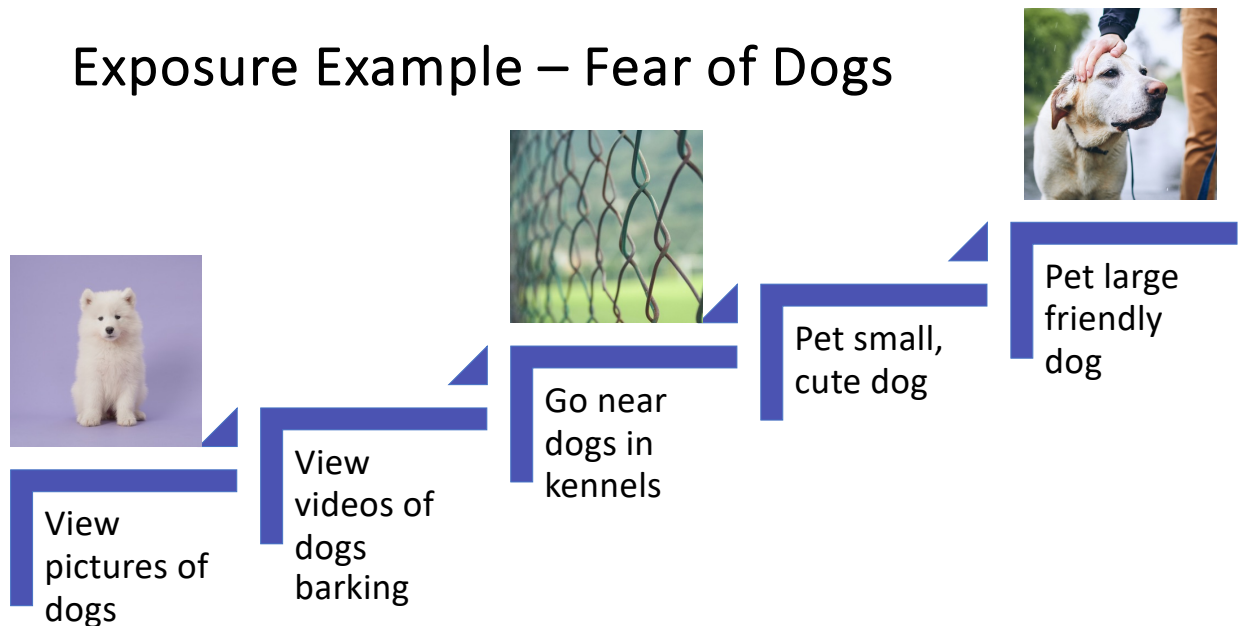 Exposure Example – Fear of Dogs
View
pictures of
dogs
View
videos of
dogs
barking
Go near
dogs in
kennels
Pet small,
cute dog
Pet large
friendly
dog